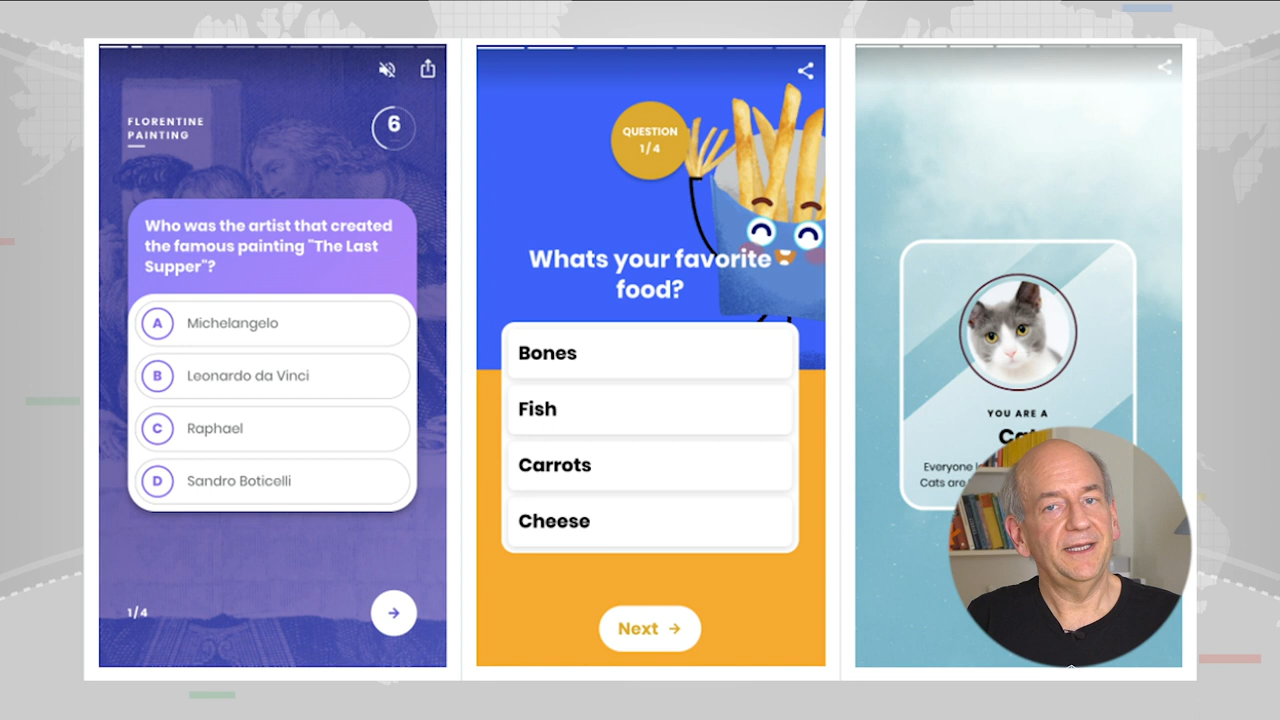 FLORENTINE
PAINTING
6
Who was the artist that created
the famous painting "The Last
Supper"?
A Michelangelo
B Leonardo da Vinci
C Raphael
D Sandro Boticelli
1/4
QUESTION
1/4
Whats your favorite
food?
Bones
Fish
Carrots
Cheese
Next
YOU ARE A
Everyone
Cats are